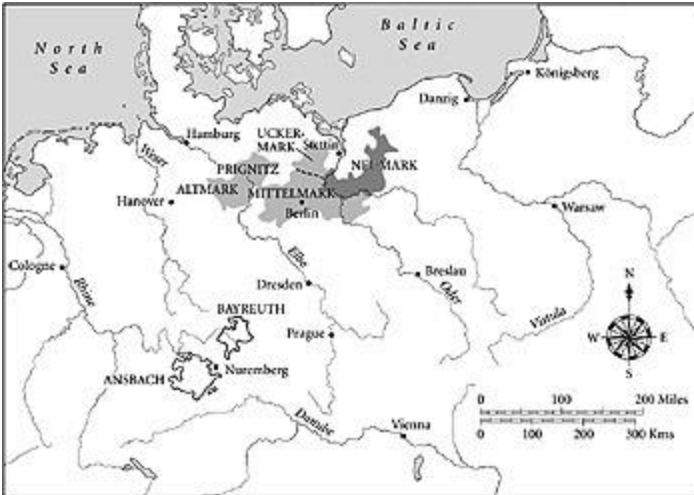 North
Sea
Baltic
Sea
Königsberg
Danzig
Hamburg
UCKER-
MARK
Stettin
Weser
PRIGNITZ
NEUMARK
ALTMARK
MITTELMARK
Hanover
Berlin
Warsaw
Cologne
Rhine
Elbe
Dresden
Breslau
Oder
BAYREUTH
Prague
Vistula
N
W
E
S
ANSBACH
Nuremberg
0 100 200 Miles
0 100 200 300 Kms
Danube
Vienna